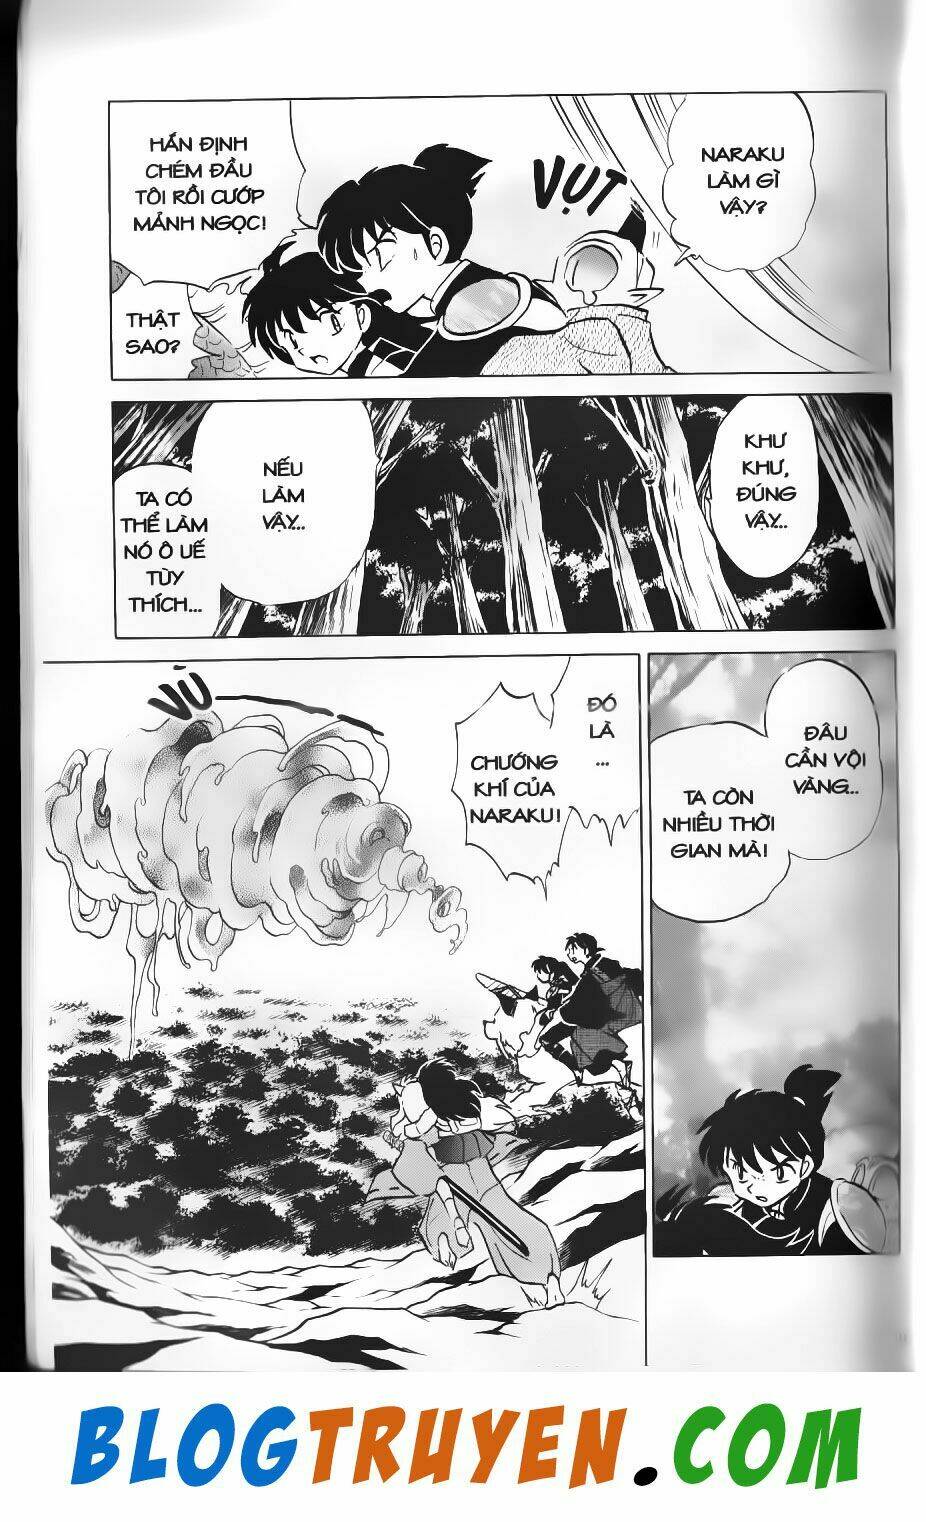 NARAKU
LÀM GÌ
VẬY?
VỤT
HẮN ĐỊNH
CHÉM ĐẦU
TÔI RỒI CƯỚP
MẢNH NGỌC!
THẬT
SAO?
KHƯ
KHƯ,
ĐÚNG
VẬY...
NẾU
LÀM
VẬY...
TA CÓ
THỂ LÀM
NÓ Ô UẾ
TÙY
THÍCH...
ĐÂU
CẦN VỘI
VÀNG...
TA CÒN
NHIỀU THỜI
GIAN MÀ!
ĐÓ
LÀ
...
CHƯỚNG
KHÍ CỦA
NARAKU!
VÙ
BLOGTRUYEN.COM